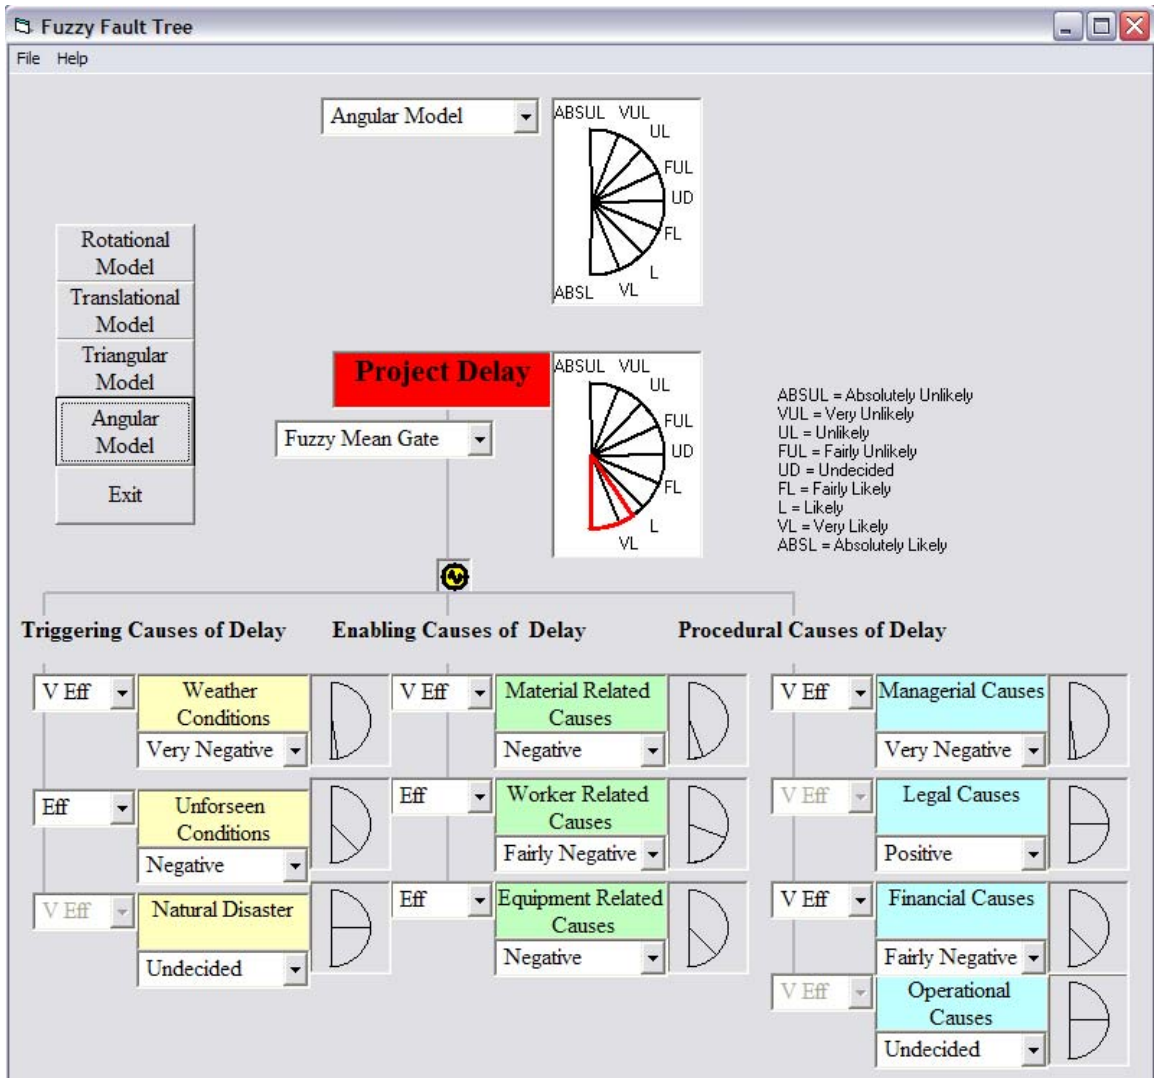 Fuzzy Fault Tree
File Help
Angular Model
ABSUL VUL
UL
FUL
UD
FL
L
VL
ABSL
Rotational
Model
Translational
Model
Triangular
Model
Angular
Model
Exit
Project Delay
Fuzzy Mean Gate
ABSUL VUL
UL
FUL
UD
FL
L
VL
ABSUL = Absolutely Unlikely
VUL = Very Unlikely
UL = Unlikely
FUL = Fairly Unlikely
UD = Undecided
FL = Fairly Likely
L = Likely
VL = Very Likely
ABSL = Absolutely Likely
Triggering Causes of Delay
V Eff
Weather
Conditions
Very Negative
Eff
Unforseen
Conditions
Negative
V Eff
Natural Disaster
Undecided
Enabling Causes of Delay
V Eff
Material Related
Causes
Negative
Eff
Worker Related
Causes
Fairly Negative
Eff
Equipment Related
Causes
Negative
Procedural Causes of Delay
V Eff
Managerial Causes
Very Negative
V Eff
Legal Causes
Positive
V Eff
Financial Causes
Fairly Negative
V Eff
Operational
Causes
Undecided